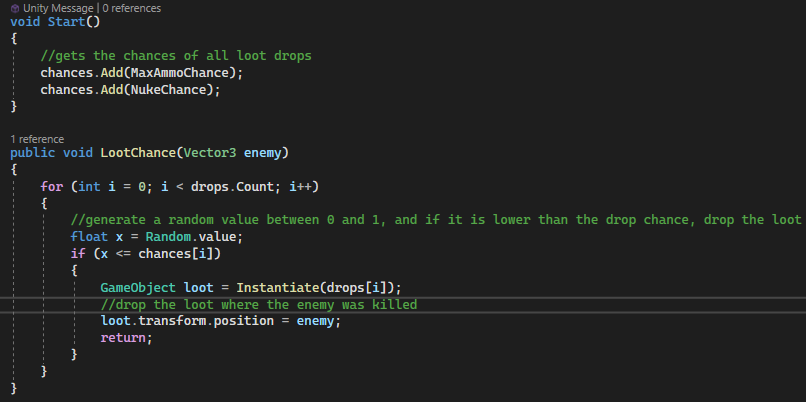 Unity Message | 0 references
void Start()
{
//gets the chances of all loot drops
chances.Add(MaxAmmoChance);
chances.Add(NukeChance);
}
1 reference
public void LootChance(Vector3 enemy)
{
for (int i = 0; i < drops.Count; i++)
{
//generate a random value between 0 and 1, and if it is lower than the drop chance, drop the loot
float x = Random.value;
if (x <= chances[i])
{
GameObject loot = Instantiate(drops[i]);
//drop the loot where the enemy was killed
loot.transform.position = enemy;
return;
}
}
}